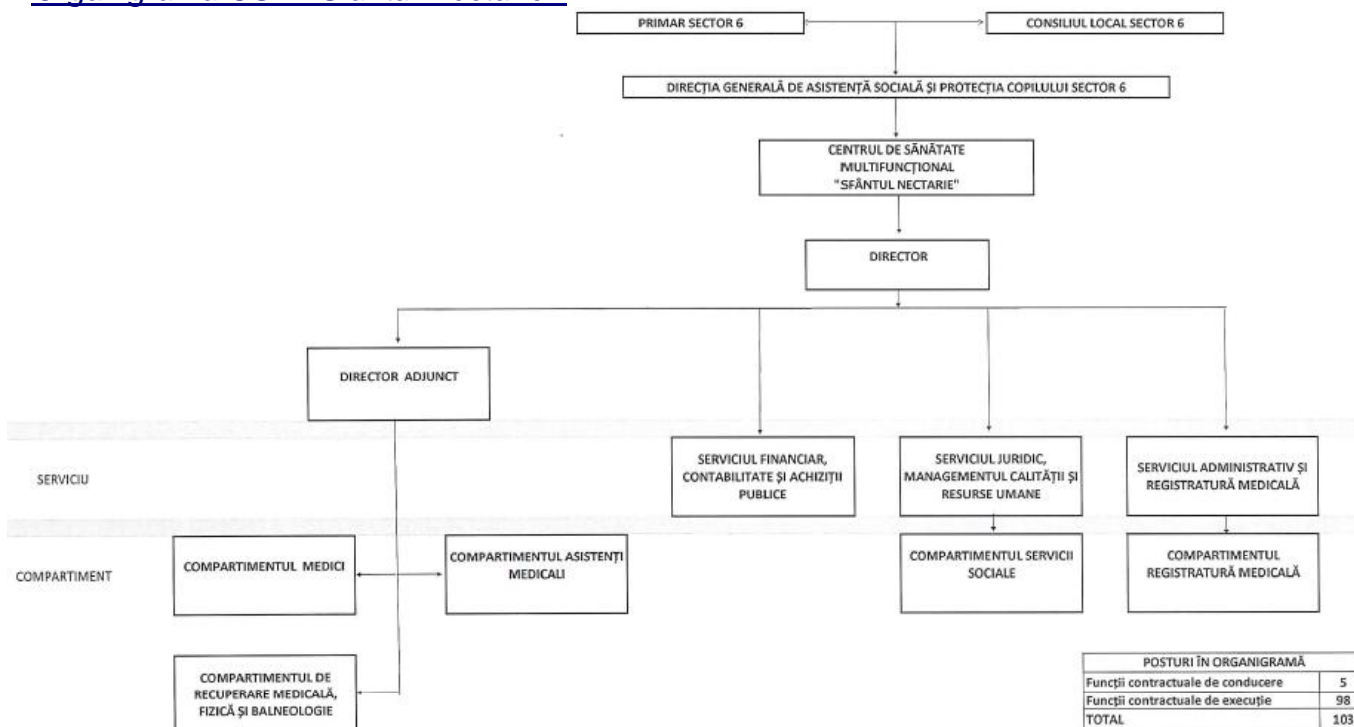 PRIMAR SECTOR 6
CONSILIUL LOCAL SECTOR 6
DIRECȚIA GENERALĂ DE ASISTENȚĂ SOCIALĂ ȘI PROTECȚIA COPILULUI SECTOR 6
CENTRUL DE SĂNĂTATE
MULTIFUNCȚIONAL
"SFÂNTUL NECTARIE"
DIRECTOR
DIRECTOR ADJUNCT
SERVICIU
SERVICIUL FINANCIAR,
CONTABILITATE ȘI ACHIZIȚII
PUBLICE
SERVICIUL JURIDIC,
MANAGEMENTUL CALITĂȚII ȘI
RESURSE UMANE
SERVICIUL ADMINISTRATIV ȘI
REGISTRATURĂ MEDICALĂ
COMPARTIMENT
COMPARTIMENTUL MEDICI
COMPARTIMENTUL ASISTENȚI
MEDICALI
COMPARTIMENTUL SERVICII
SOCIALE
COMPARTIMENTUL
REGISTRATURĂ MEDICALĂ
COMPARTIMENTUL DE
RECUPERARE MEDICALĂ,
FIZICĂ ȘI BALNEOLOGIE
POSTURI ÎN ORGANIGRAMĂ
Funcții contractuale de conducere 5
Funcții contractuale de execuție 98
TOTAL 103